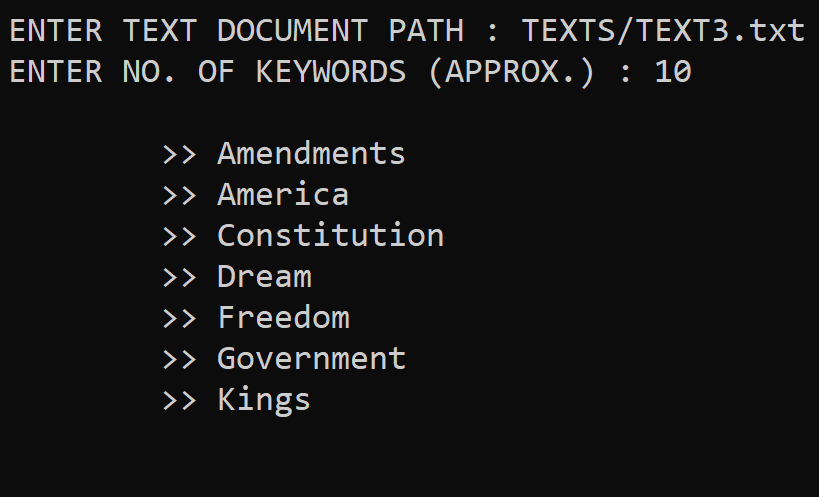 ENTER TEXT DOCUMENT PATH : TEXTS/TEXT3.txt
ENTER NO. OF KEYWORDS (APPROX.) : 10
>> Amendments
>> America
>> Constitution
>> Dream
>> Freedom
>> Government
>> Kings